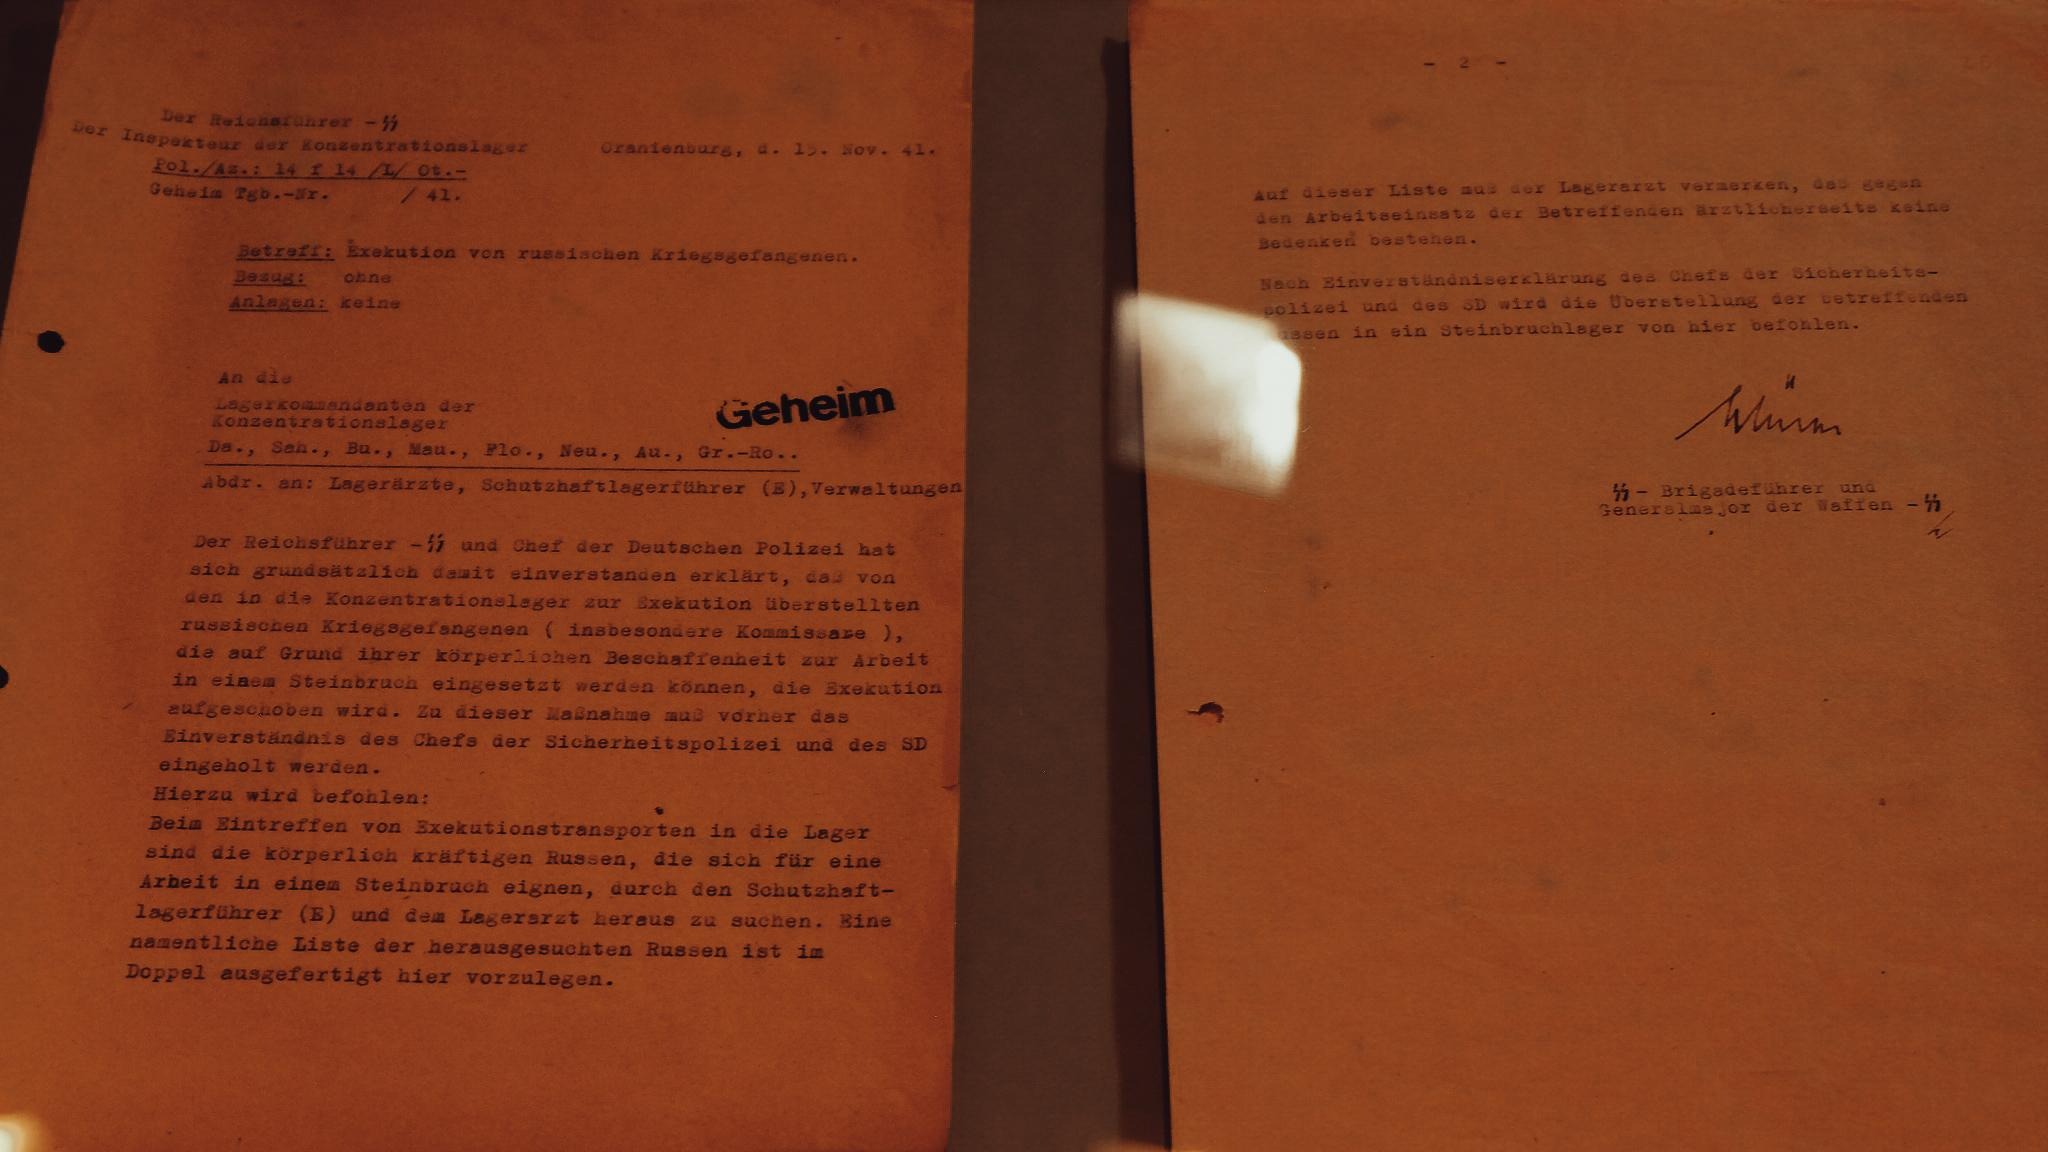 Der Reichsführer -SS
Der Inspekteur der Konzentrationslager
Oranienburg, d. 15. Nov. 41.
Pol./Az.: 14 f 14 /L/ Ot.-
Geheim Tgb.-Nr. / 41.
Betreff: Exekution von russischen Kriegsgefangenen.
Bezug: ohne
Anlagen: keine
An die
Lagerkommandanten der
Konzentrationslager
Geheim
Da., Sah., Bu., Mau., Flo., Neu., Au., Gr.-Ro..
Abdr. an: Lagerärzte, Schutzhaftlagerführer (E),Verwaltungen
Der Reichsführer -SS und Chef der Deutschen Polizei hat
sich grundsätzlich damit einverstanden erklärt, daß von
den in die Konzentrationslager zur Exekution überstellten
russischen Kriegsgefangenen ( insbesondere Kommissare ),
die auf Grund ihrer körperlichen Beschaffenheit zur Arbeit
in einem Steinbruch eingesetzt werden können, die Exekution
aufgeschoben wird. Zu dieser Maßnahme muß vorher das
Einverständnis des Chefs der Sicherheitspolizei und des SD
eingeholt werden.
Hierzu wird befohlen:
Beim Eintreffen von Exekutionstransporten in die Lager
sind die körperlich kräftigen Russen, die sich für eine
Arbeit in einem Steinbruch eignen, durch den Schutzhaft-
lagerführer (E) und dem Lagerarzt heraus zu suchen. Eine
namentliche Liste der herausgesuchten Russen ist im
Doppel ausgefertigt hier vorzulegen.
- 2 -
Auf dieser Liste muß der Lagerarzt vermerken, daß gegen
den Arbeitseinsatz der Betreffenden ärztlicherseits keine
Bedenken bestehen.
Nach Einverständniserklärung des Chefs der Sicherheits-
polizei und des SD wird die Überstellung der betreffenden
Russen in ein Steinbruchlager von hier befohlen.
SS - Brigadeführer und
Generalmajor der Waffen -SS